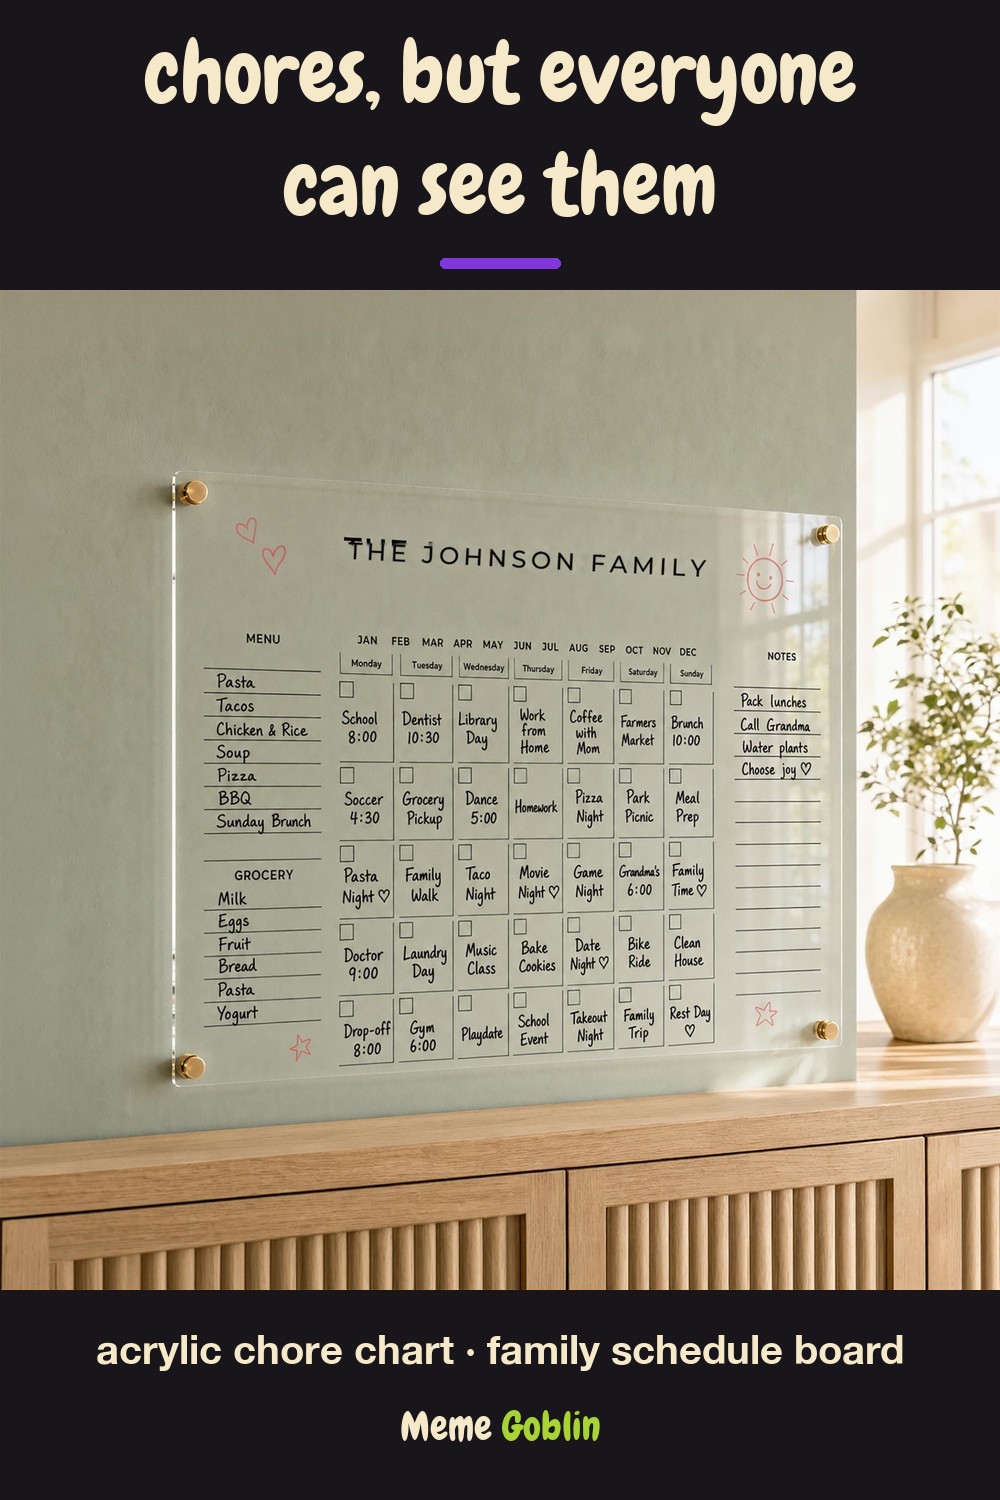 chores, but everyone
can see them
THE JOHNSON FAMILY
MENU
Pasta
Tacos
Chicken & Rice
Soup
Pizza
BBQ
Sunday Brunch
GROCERY
Milk
Eggs
Fruit
Bread
Pasta
Yogurt
JAN FEB MAR APR MAY JUN JUL AUG SEP OCT NOV DEC
Monday Tuesday Wednesday Thursday Friday Saturday Sunday
School 8:00
Dentist 10:30
Library Day
Work from Home
Coffee with Mom
Farmers Market
Brunch 10:00
Soccer 4:30
Grocery Pickup
Dance 5:00
Homework
Pizza Night
Park Picnic
Meal Prep
Pasta Night ♡
Family Walk
Taco Night
Movie Night ♡
Game Night
Grandma's 6:00
Family Time ♡
Doctor 9:00
Laundry Day
Music Class
Bake Cookies
Date Night ♡
Bike Ride
Clean House
Drop-off 8:00
Gym 6:00
Playdate
School Event
Takeout Night
Family Trip
Rest Day ♡
NOTES
Pack lunches
Call Grandma
Water plants
Choose joy ♡
acrylic chore chart · family schedule board
Meme Goblin